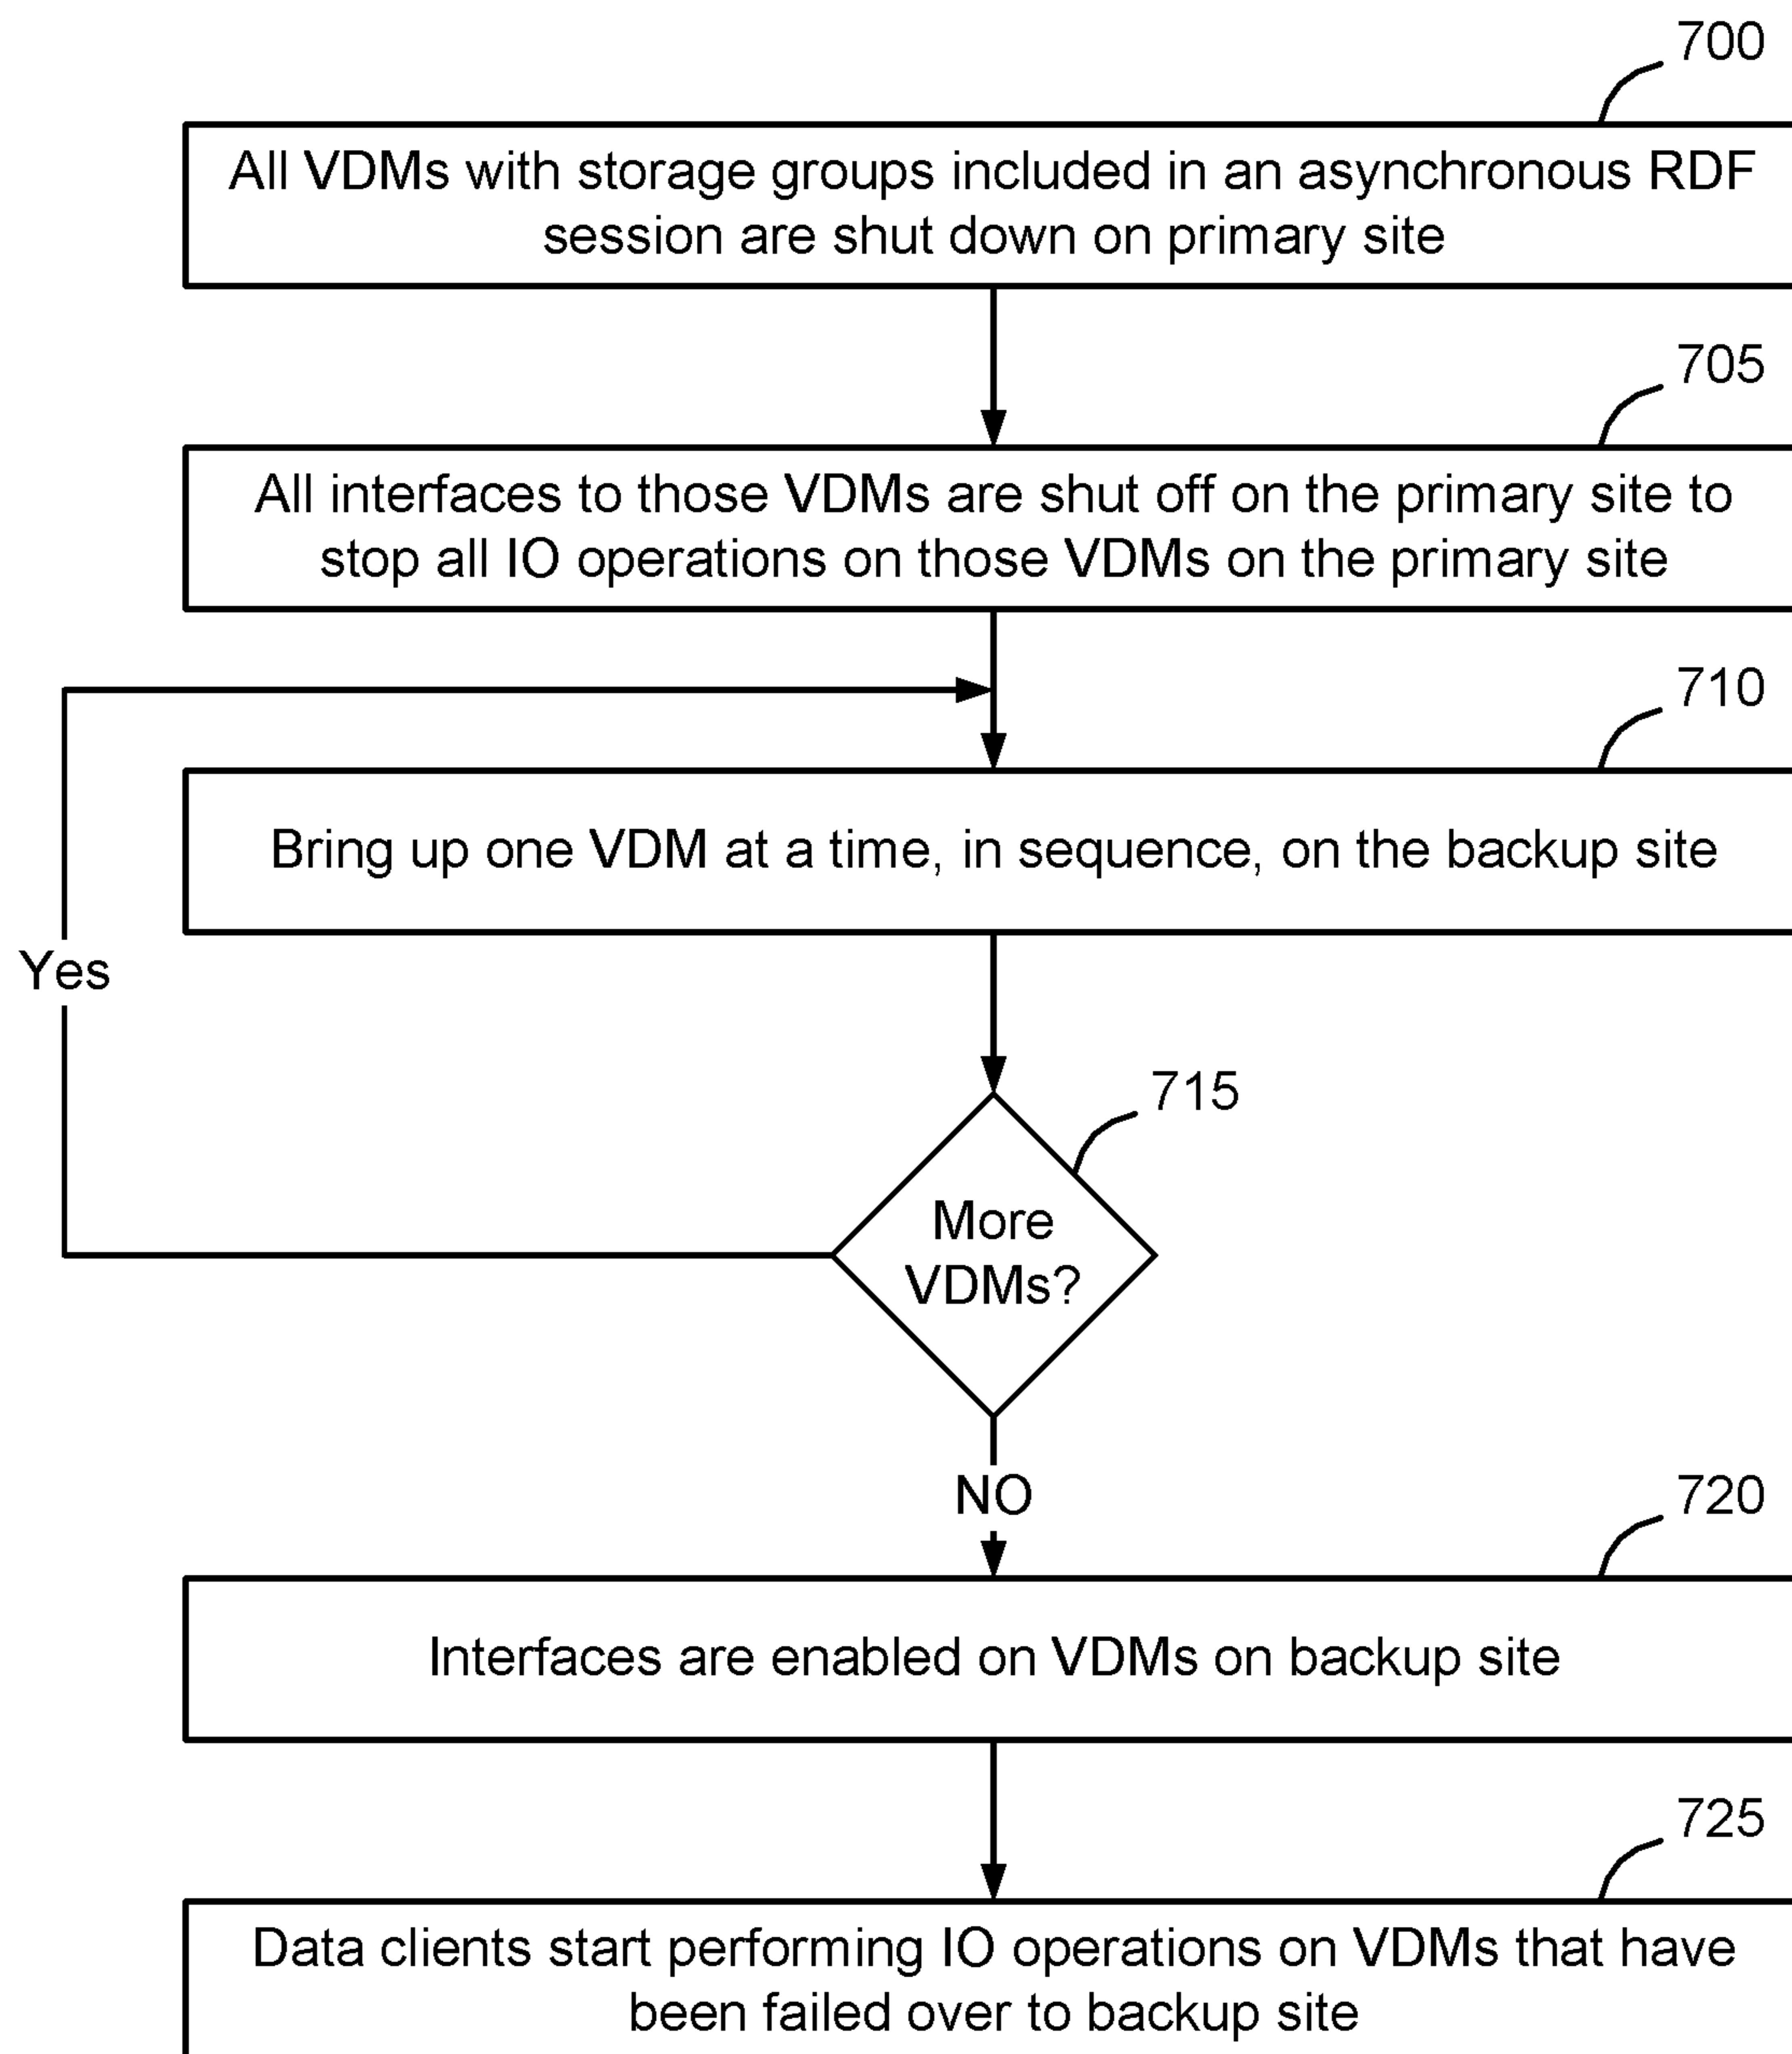 700
All VDMs with storage groups included in an asynchronous RDF
session are shut down on primary site
705
All interfaces to those VDMs are shut off on the primary site to
stop all IO operations on those VDMs on the primary site
710
Bring up one VDM at a time, in sequence, on the backup site
Yes
715
More
VDMs?
NO
720
Interfaces are enabled on VDMs on backup site
725
Data clients start performing IO operations on VDMs that have
been failed over to backup site